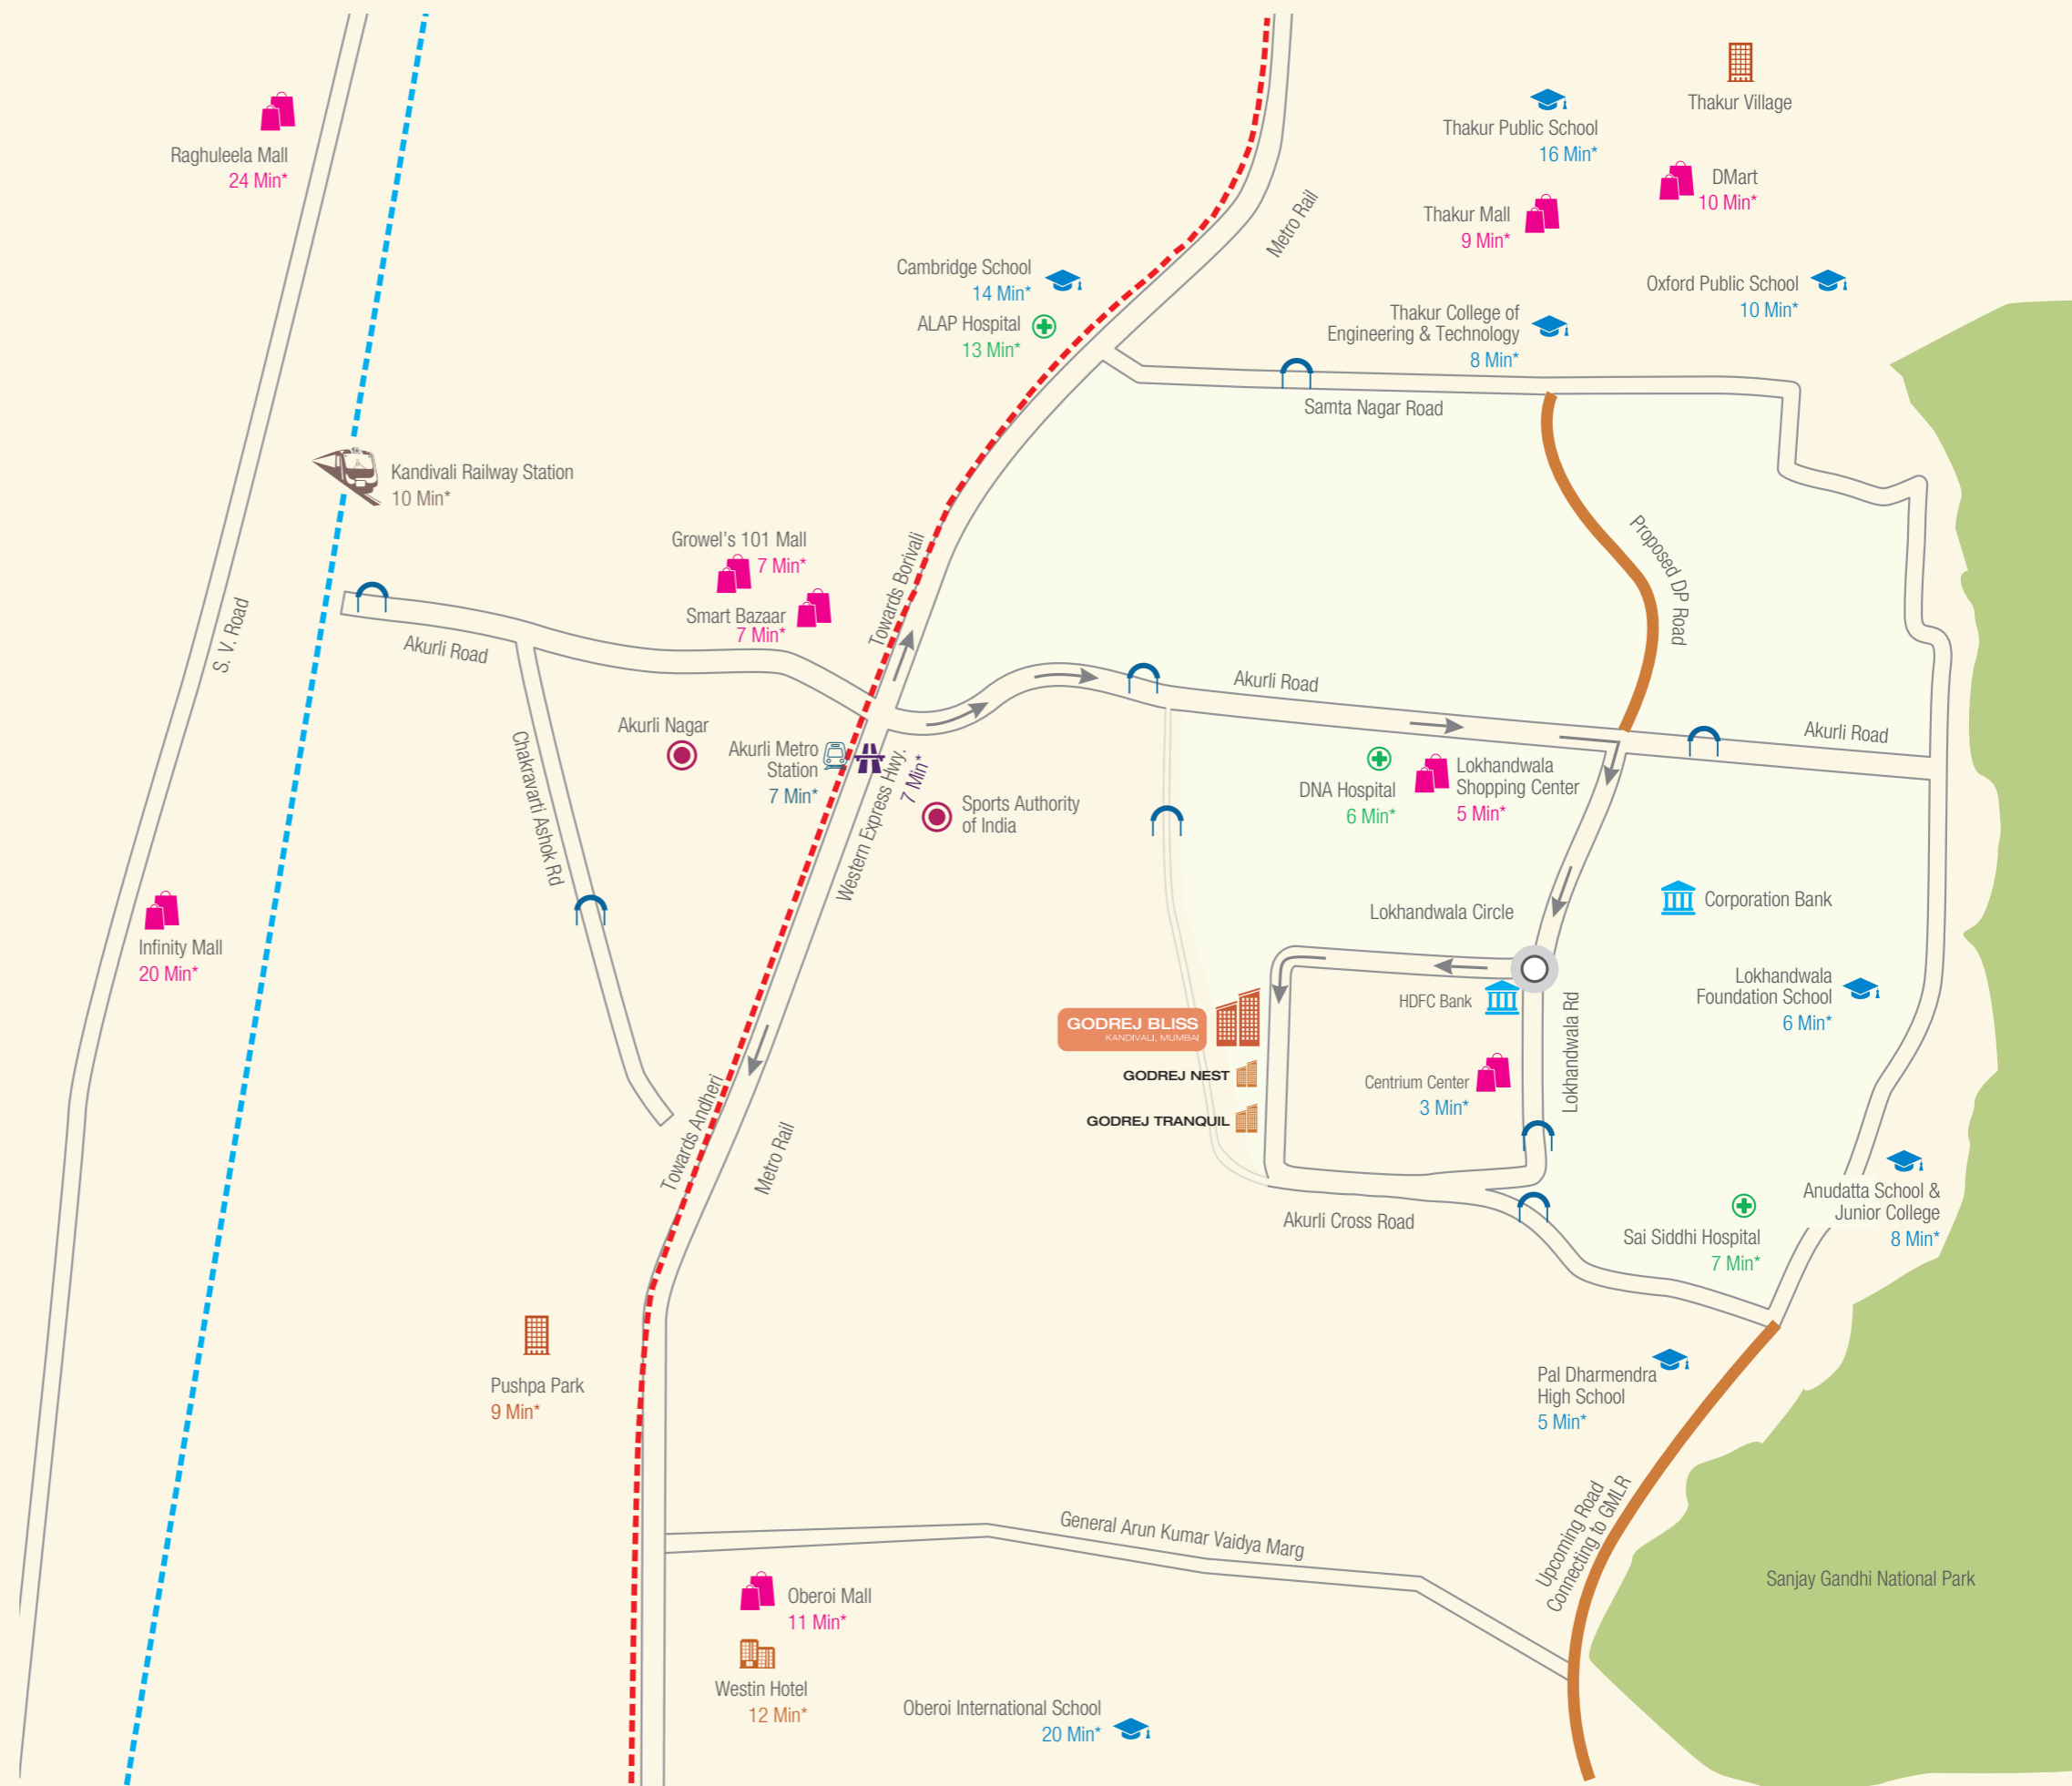 Thakur Village
Thakur Public School
16 Min*
Raghuleela Mall
24 Min*
DMart
10 Min*
Thakur Mall
9 Min*
Metro Rail
Cambridge School
14 Min*
ALAP Hospital
13 Min*
Oxford Public School
10 Min*
Thakur College of
Engineering & Technology
8 Min*
Samta Nagar Road
Kandivali Railway Station
10 Min*
Growel's 101 Mall
7 Min*
Smart Bazaar
7 Min*
Towards Borivali
Proposed DP Road
S. V. Road
Akurli Road
Akurli Road
Akurli Road
Akurli Nagar
Akurli Metro
Station
7 Min*
Western Express Hwy.
7 Min*
Sports Authority
of India
Chakravarti Ashok Rd
DNA Hospital
6 Min*
Lokhandwala
Shopping Center
5 Min*
Corporation Bank
Lokhandwala Circle
Infinity Mall
20 Min*
Lokhandwala
Foundation School
6 Min*
HDFC Bank
Lokhandwala Rd
GODREJ BLISS
KANDIVALI, MUMBAI
GODREJ NEST
GODREJ TRANQUIL
Centrium Center
3 Min*
Towards Andheri
Metro Rail
Akurli Cross Road
Anudatta School &
Junior College
8 Min*
Sai Siddhi Hospital
7 Min*
Pushpa Park
9 Min*
Pal Dharmendra
High School
5 Min*
Upcoming Road
Connecting to GMLR
General Arun Kumar Vaidya Marg
Sanjay Gandhi National Park
Oberoi Mall
11 Min*
Westin Hotel
12 Min*
Oberoi International School
20 Min*